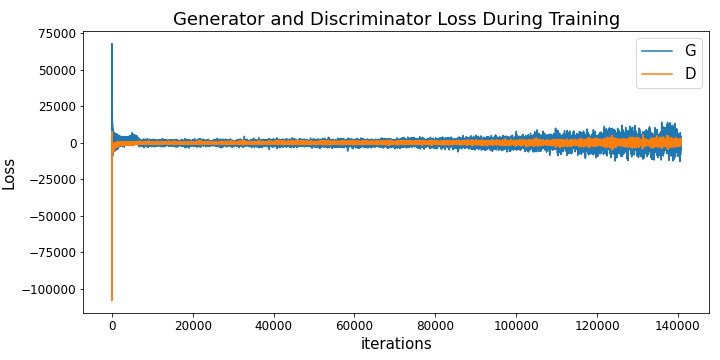 Generator and Discriminator Loss During Training
75000
50000
25000
0
−25000
−50000
−75000
−100000
Loss
G
D
0 20000 40000 60000 80000 100000 120000 140000
iterations